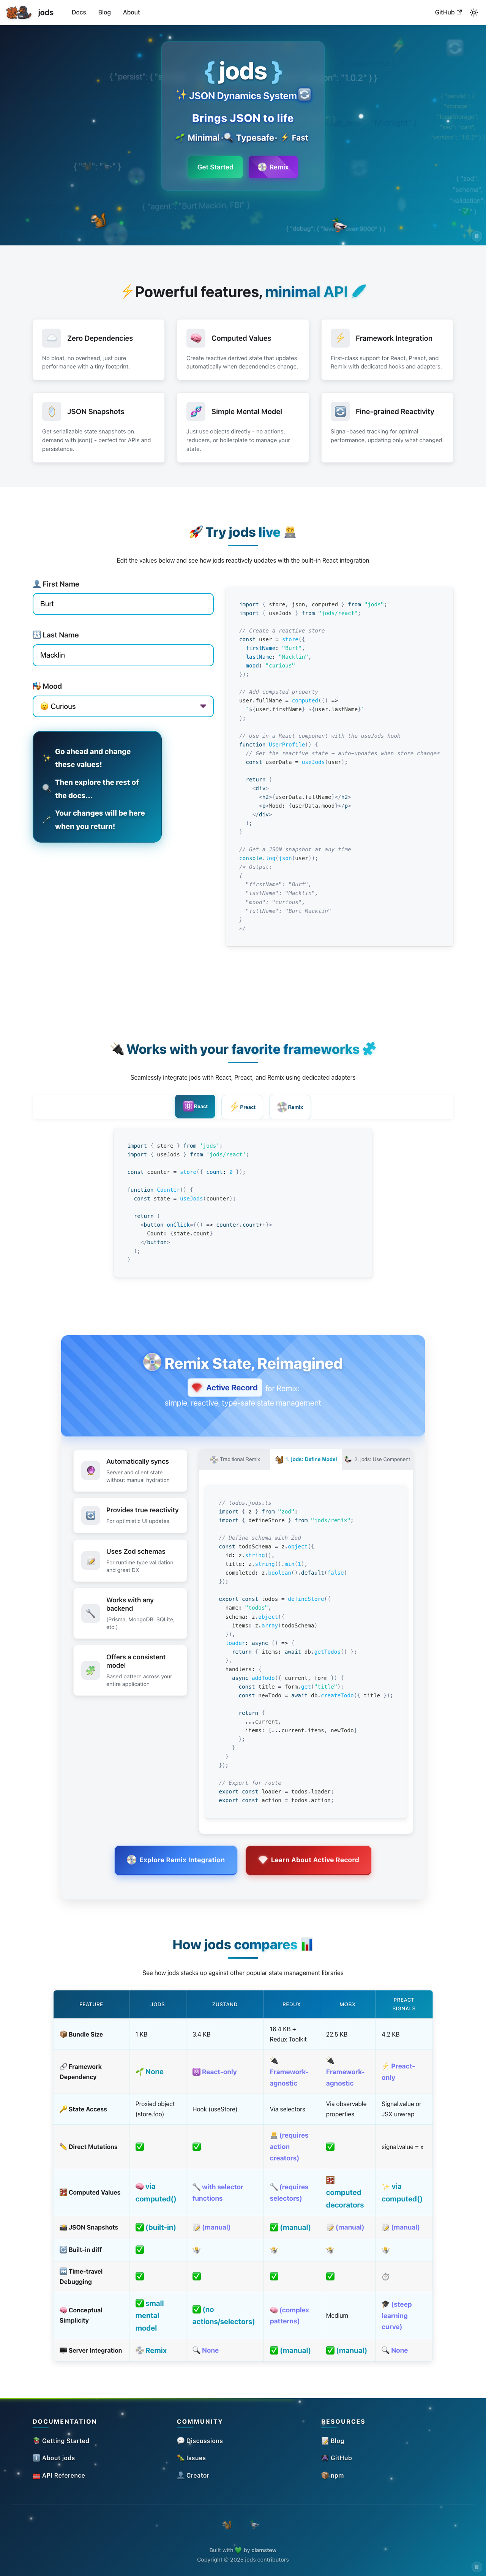 jods Docs Blog About GitHub
{ jods }
JSON Dynamics System
Brings JSON to life
Minimal · Typesafe · Fast
Get Started Remix
{ "agent": "Burt Macklin, FBI" }
Powerful features, minimal API
Zero Dependencies
No bloat, no overhead, just pure
performance with a tiny footprint.
Computed Values
Create reactive derived state that updates
automatically when dependencies change.
Framework Integration
First-class support for React, Preact, and
Remix with dedicated hooks and adapters.
JSON Snapshots
Get serializable state snapshots on
demand with json() - perfect for APIs and
persistence.
Simple Mental Model
Just use objects directly - no actions,
reducers, or boilerplate to manage your
state.
Fine-grained Reactivity
Signal-based tracking for optimal
performance, updating only what changed.
Try jods live
Edit the values below and see how jods reactively updates with the built-in React integration
First Name
Burt
Last Name
Macklin
Mood
Curious
Go ahead and change
these values!
Then explore the rest of
the docs...
Your changes will be here
when you return!
import { store, json, computed } from "jods";
import { useJods } from "jods/react";
// Create a reactive store
const user = store({
firstName: "Burt",
lastName: "Macklin",
mood: "curious"
});
// Add computed property
user.fullName = computed(() =>
`${user.firstName} ${user.lastName}`
);
// Use in a React component with the useJods hook
function UserProfile() {
// Get the reactive state - auto-updates when store changes
const userData = useJods(user);
return (
<div>
<h2>{userData.fullName}</h2>
<p>Mood: {userData.mood}</p>
</div>
);
}
// Get a JSON snapshot at any time
console.log(json(user));
/* Output:
{
"firstName": "Burt",
"lastName": "Macklin",
"mood": "curious",
"fullName": "Burt Macklin"
}
*/
Works with your favorite frameworks
Seamlessly integrate jods with React, Preact, and Remix using dedicated adapters
React Preact Remix
import { store } from 'jods';
import { useJods } from 'jods/react';
const counter = store({ count: 0 });
function Counter() {
const state = useJods(counter);
return (
<button onClick={() => counter.count++}>
Count: {state.count}
</button>
);
}
Remix State, Reimagined
Active Record for Remix:
simple, reactive, type-safe state management
Automatically syncs
Server and client state
without manual hydration
Provides true reactivity
For optimistic UI updates
Uses Zod schemas
For runtime type validation
and great DX
Works with any
backend
(Prisma, MongoDB, SQLite,
etc.)
Offers a consistent
model
Based pattern across your
entire application
Traditional Remix 1. jods: Define Model 2. jods: Use Component
// todos.jods.ts
import { z } from "zod";
import { defineStore } from "jods/remix";
// Define schema with Zod
const todoSchema = z.object({
id: z.string(),
title: z.string().min(1),
completed: z.boolean().default(false)
});
export const todos = defineStore({
name: "todos",
schema: z.object({
items: z.array(todoSchema)
}),
loader: async () => {
return { items: await db.getTodos() };
},
handlers: {
async addTodo({ current, form }) {
const title = form.get("title");
const newTodo = await db.createTodo({ title });
return {
...current,
items: [...current.items, newTodo]
};
}
}
});
// Export for route
export const loader = todos.loader;
export const action = todos.action;
Explore Remix Integration Learn About Active Record
How jods compares
See how jods stacks up against other popular state management libraries
FEATURE JODS ZUSTAND REDUX MOBX PREACT SIGNALS
Bundle Size 1 KB 3.4 KB 16.4 KB + Redux Toolkit 22.5 KB 4.2 KB
Framework Dependency None React-only Framework-agnostic Framework-agnostic Preact-only
State Access Proxied object (store.foo) Hook (useStore) Via selectors Via observable properties Signal.value or JSX unwrap
Direct Mutations (requires action creators) signal.value = x
Computed Values via computed() with selector functions (requires selectors) computed decorators via computed()
JSON Snapshots (built-in) (manual) (manual) (manual) (manual)
Built-in diff
Time-travel Debugging
Conceptual Simplicity small mental model (no actions/selectors) (complex patterns) Medium (steep learning curve)
Server Integration Remix None (manual) (manual) None
DOCUMENTATION
Getting Started
About jods
API Reference
COMMUNITY
Discussions
Issues
Creator
RESOURCES
Blog
GitHub
npm
Built with by clamstew
Copyright © 2025 jods contributors